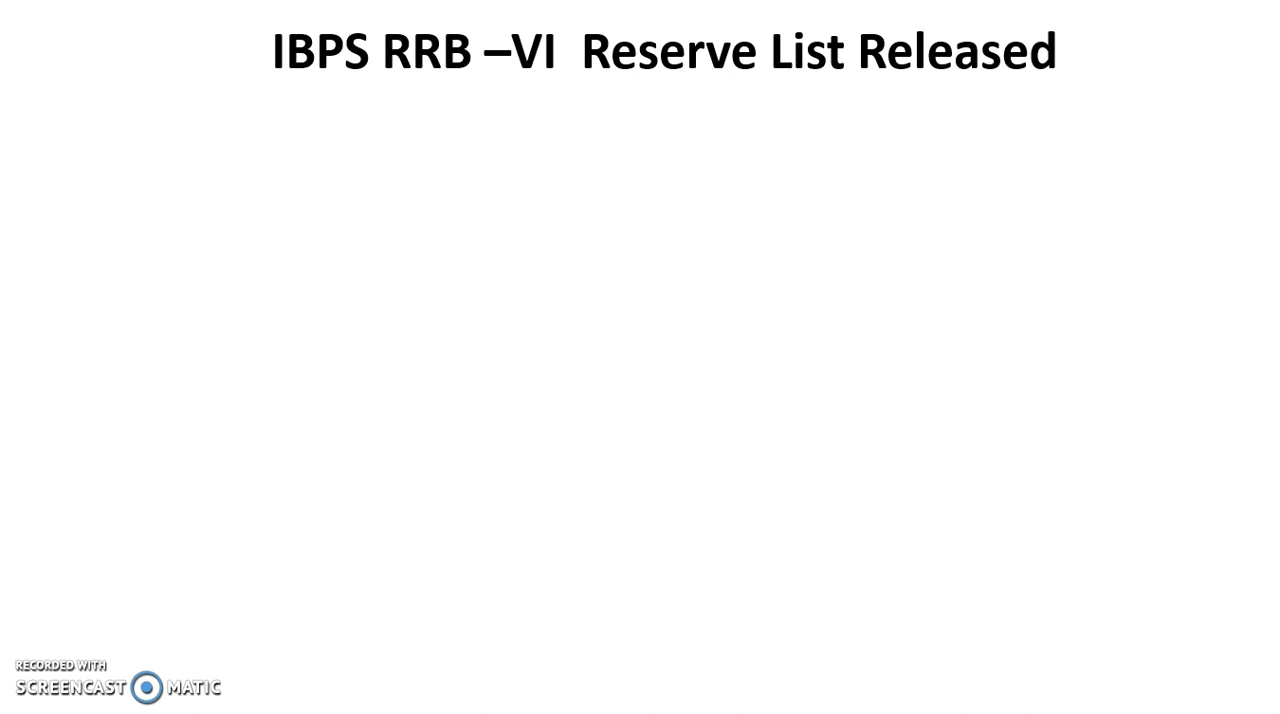 IBPS RRB –VI  Reserve List Released
RECORDED WITH
SCREENCAST MATIC